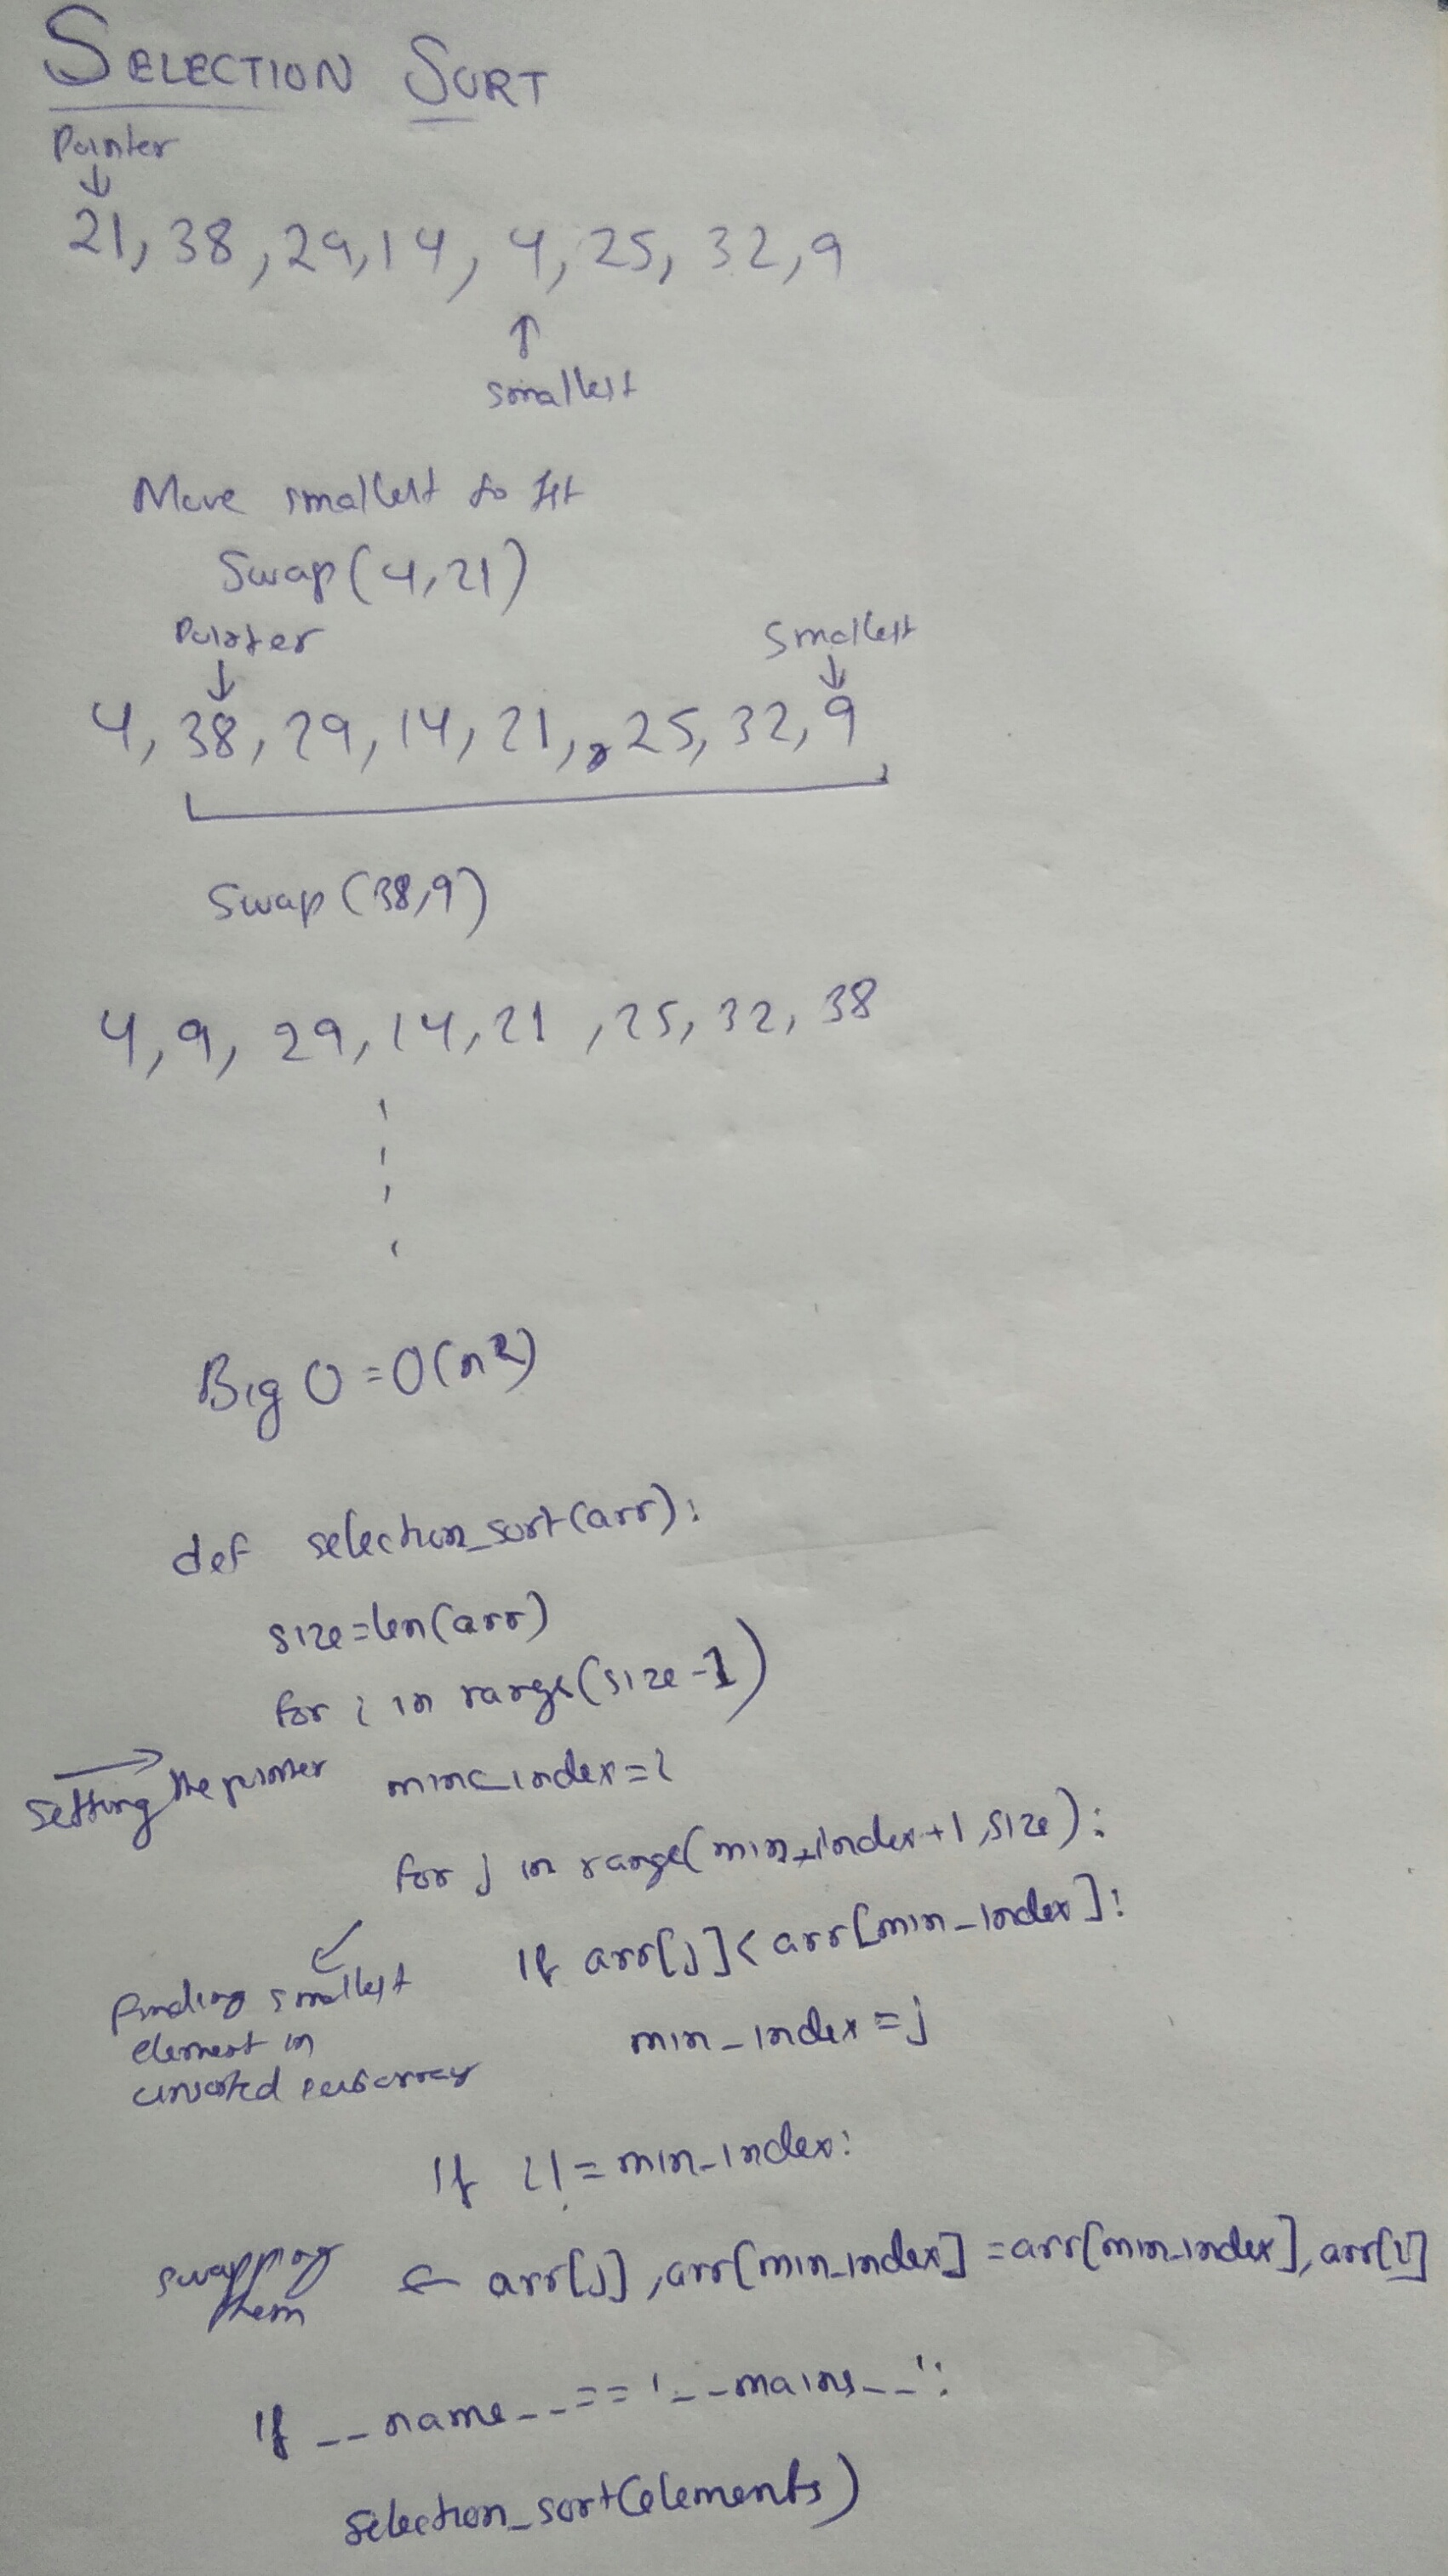 SELECTION SORT
Pointer
21, 38, 29, 14, 4, 25, 32, 9
smallest
Move smallest to 1st
Swap(4,21)
Pointer Smallest
4, 38, 29, 14, 21, , 25, 32, 9
Swap (38,9)
4, 9, 29, 14, 21, 25, 32, 38
Big O = O(n²)
def selection_sort(arr):
size=len(arr)
for i in range(size-1)
setting the pointer min_index=i
for j in range(min_index+1,size):
if arr[j]<arr[min_index]:
finding smallest
element in
unsorted subarray
min_index=j
if i!=min_index:
swapping
them
arr[j],arr[min_index]=arr[min_index],arr[i]
if __name__=='__mains__':
selection_sort(elements)